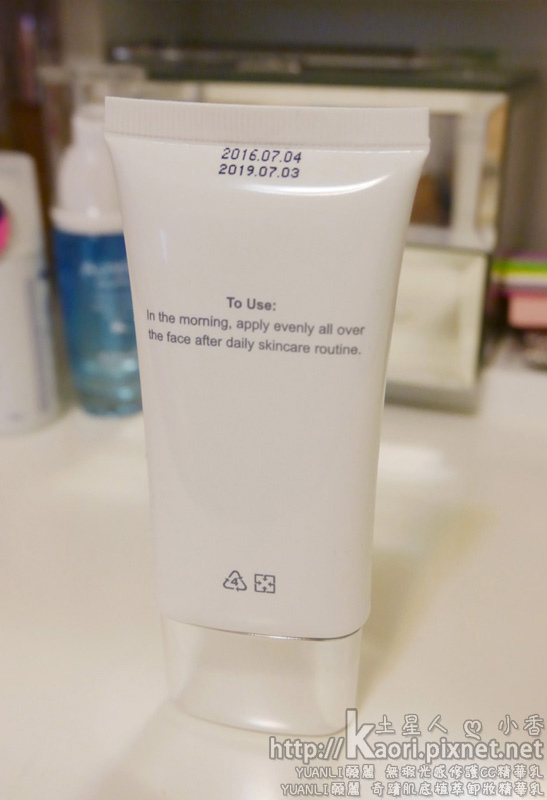 2016.07.04
2019.07.03
To Use:
In the morning, apply evenly all over
the face after daily skincare routine.
4
土星人 ღ 小香
http://Kaori.pixnet.net
YUANLI願麗 無瑕光感修護CC精華乳
YUANLI願麗 奇蹟肌底植萃卸妝精華乳